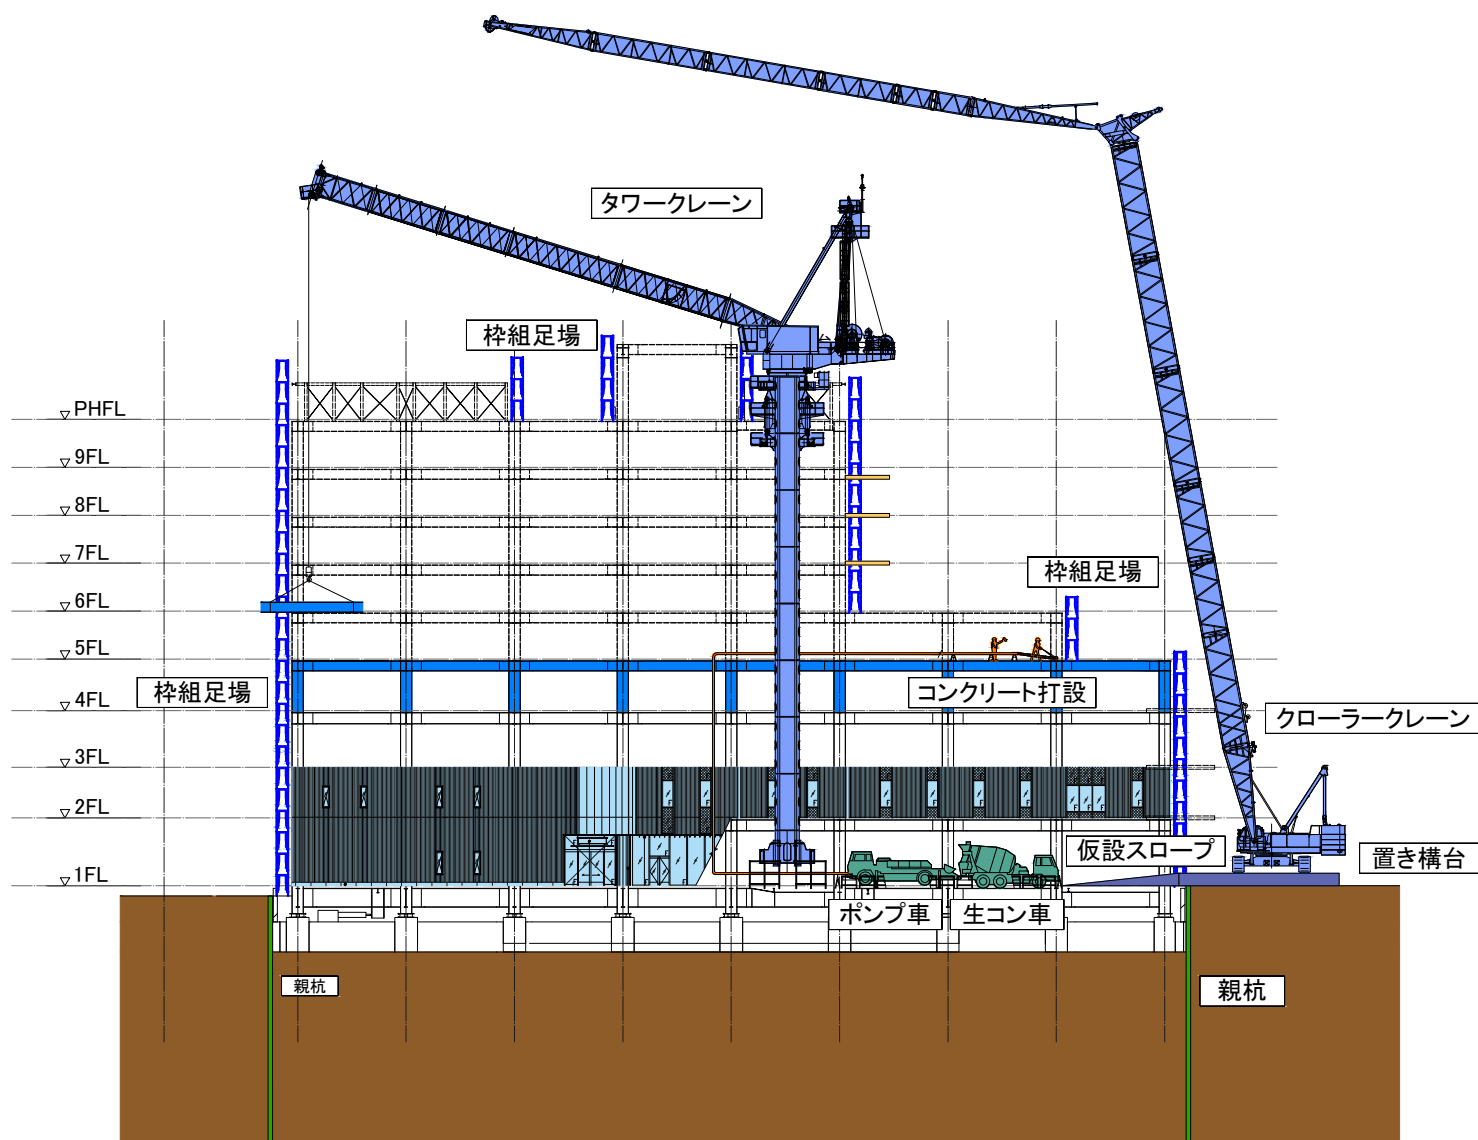 タワークレーン
枠組足場
PHFL
9FL
8FL
7FL
枠組足場
6FL
5FL
枠組足場
コンクリート打設
4FL
クローラークレーン
3FL
2FL
仮設スロープ
置き構台
1FL
ポンプ車
生コン車
親杭
親杭